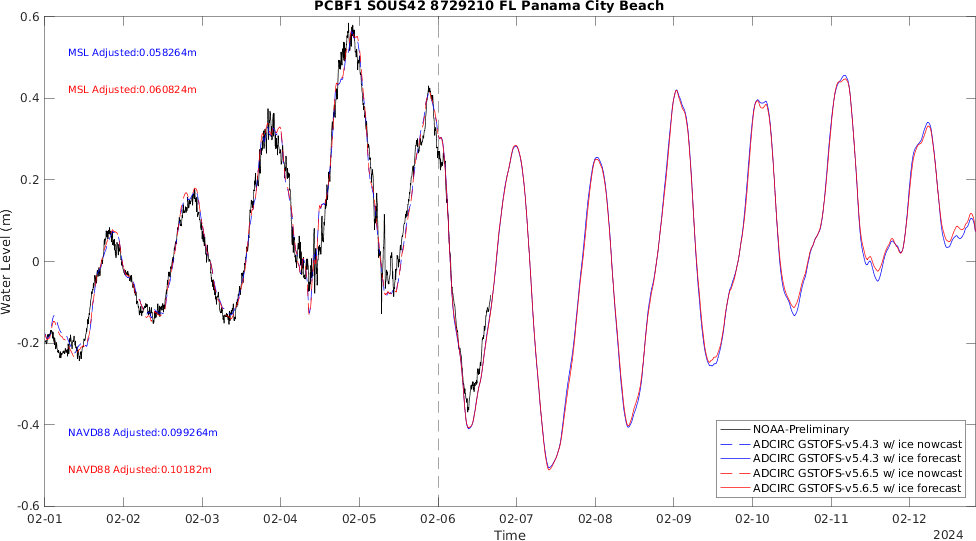 PCBF1 SOUS42 8729210 FL Panama City Beach
0.6
MSL Adjusted:0.058264m
MSL Adjusted:0.060824m
0.4
0.2
0
-0.2
-0.4
-0.6
Water Level (m)
NAVD88 Adjusted:0.099264m
NAVD88 Adjusted:0.10182m
NOAA-Preliminary
ADCIRC GSTOFS-v5.4.3 w/ ice nowcast
ADCIRC GSTOFS-v5.4.3 w/ ice forecast
ADCIRC GSTOFS-v5.6.5 w/ ice nowcast
ADCIRC GSTOFS-v5.6.5 w/ ice forecast
02-01 02-02 02-03 02-04 02-05 02-06 02-07 02-08 02-09 02-10 02-11 02-12
Time
2024